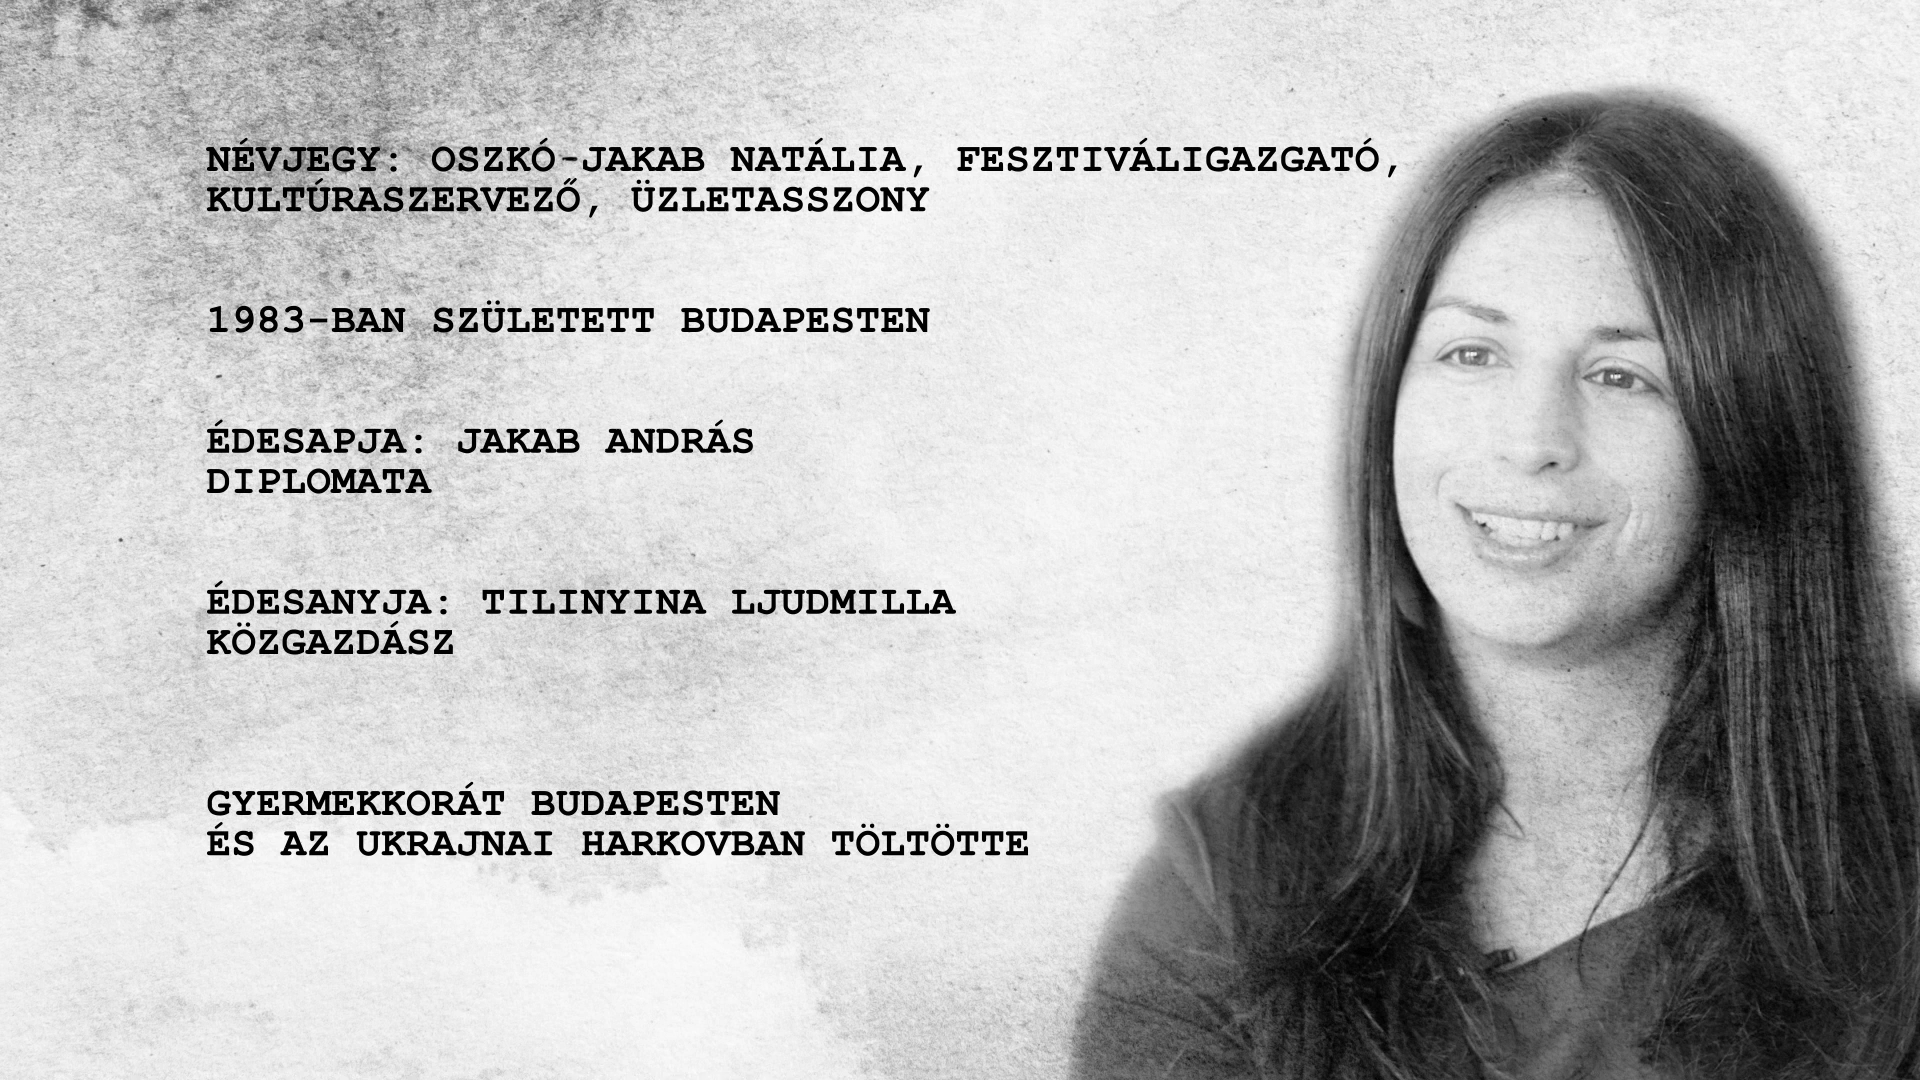 NÉVJEGY: OSZKÓ-JAKAB NATÁLIA, FESZTIVÁLIGAZGATÓ,
KULTÚRASZERVEZŐ, ÜZLETASSZONY
1983-BAN SZÜLETETT BUDAPESTEN
ÉDESAPJA: JAKAB ANDRÁS
DIPLOMATA
ÉDESANYJA: TILINYINA LJUDMILLA
KÖZGAZDÁSZ
GYERMEKKORÁT BUDAPESTEN
ÉS AZ UKRAJNAI HARKOVBAN TÖLTÖTTE